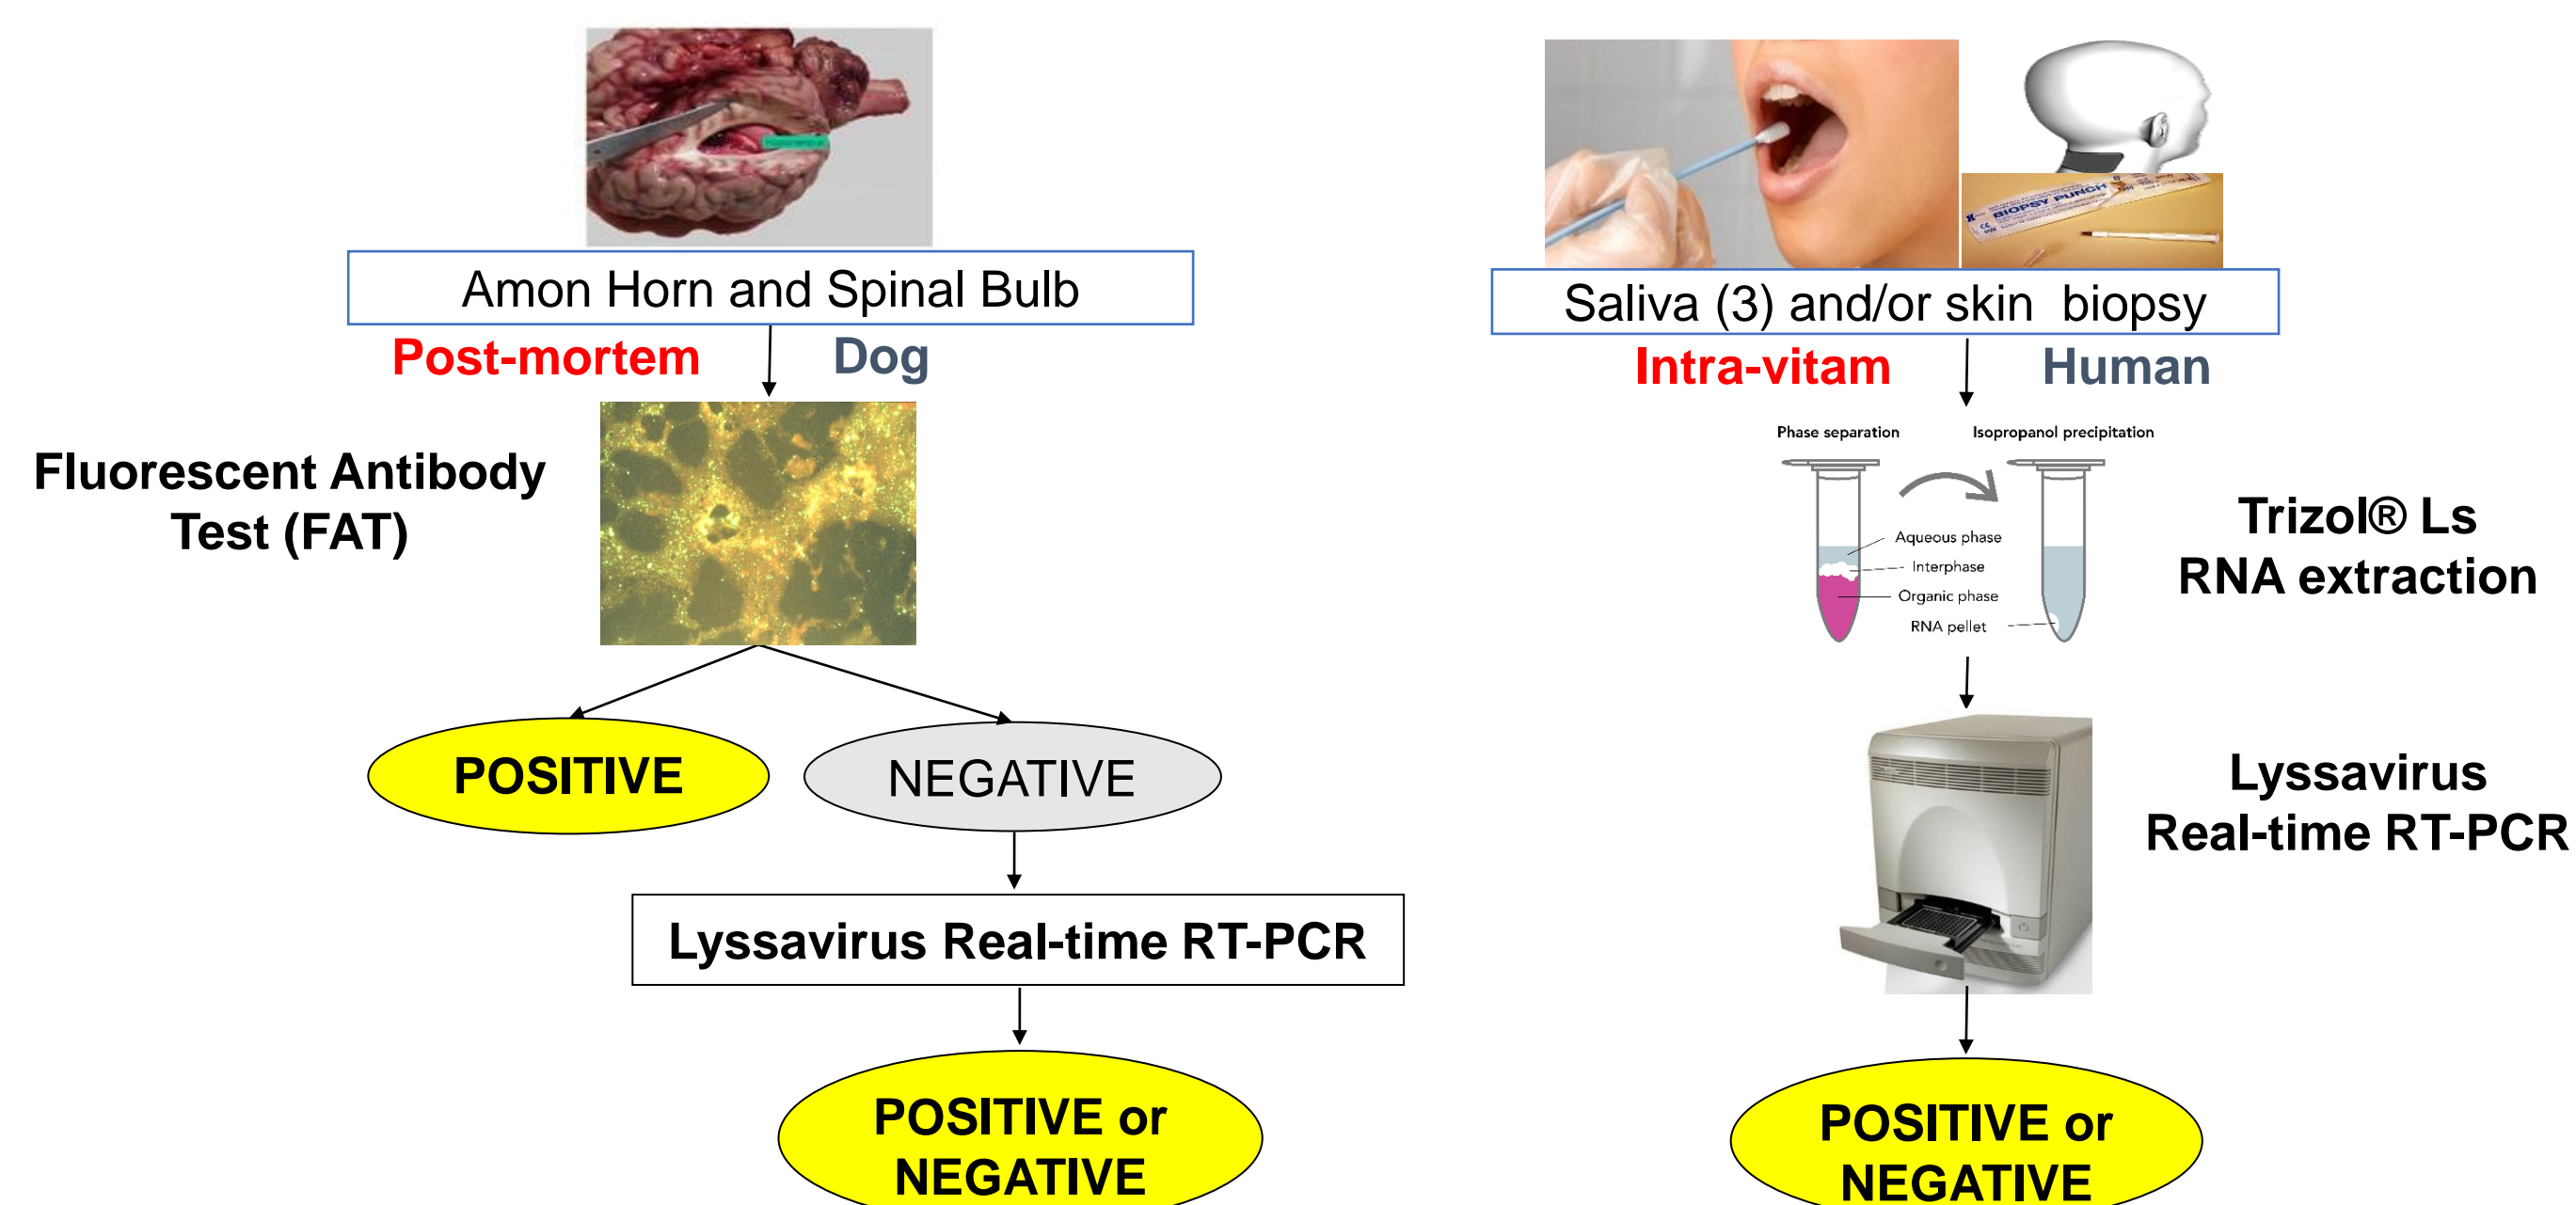 Amon Horn and Spinal Bulb
Post-mortem
Dog
Fluorescent Antibody
Test (FAT)
POSITIVE
NEGATIVE
Lyssavirus Real-time RT-PCR
POSITIVE or
NEGATIVE
BIOPSY PUNCH
Saliva (3) and/or skin biopsy
Intra-vitam
Human
Phase separation
Isopropanol precipitation
Aqueous phase
Interphase
Organic phase
RNA pellet
Trizol® Ls
RNA extraction
Lyssavirus
Real-time RT-PCR
POSITIVE or
NEGATIVE